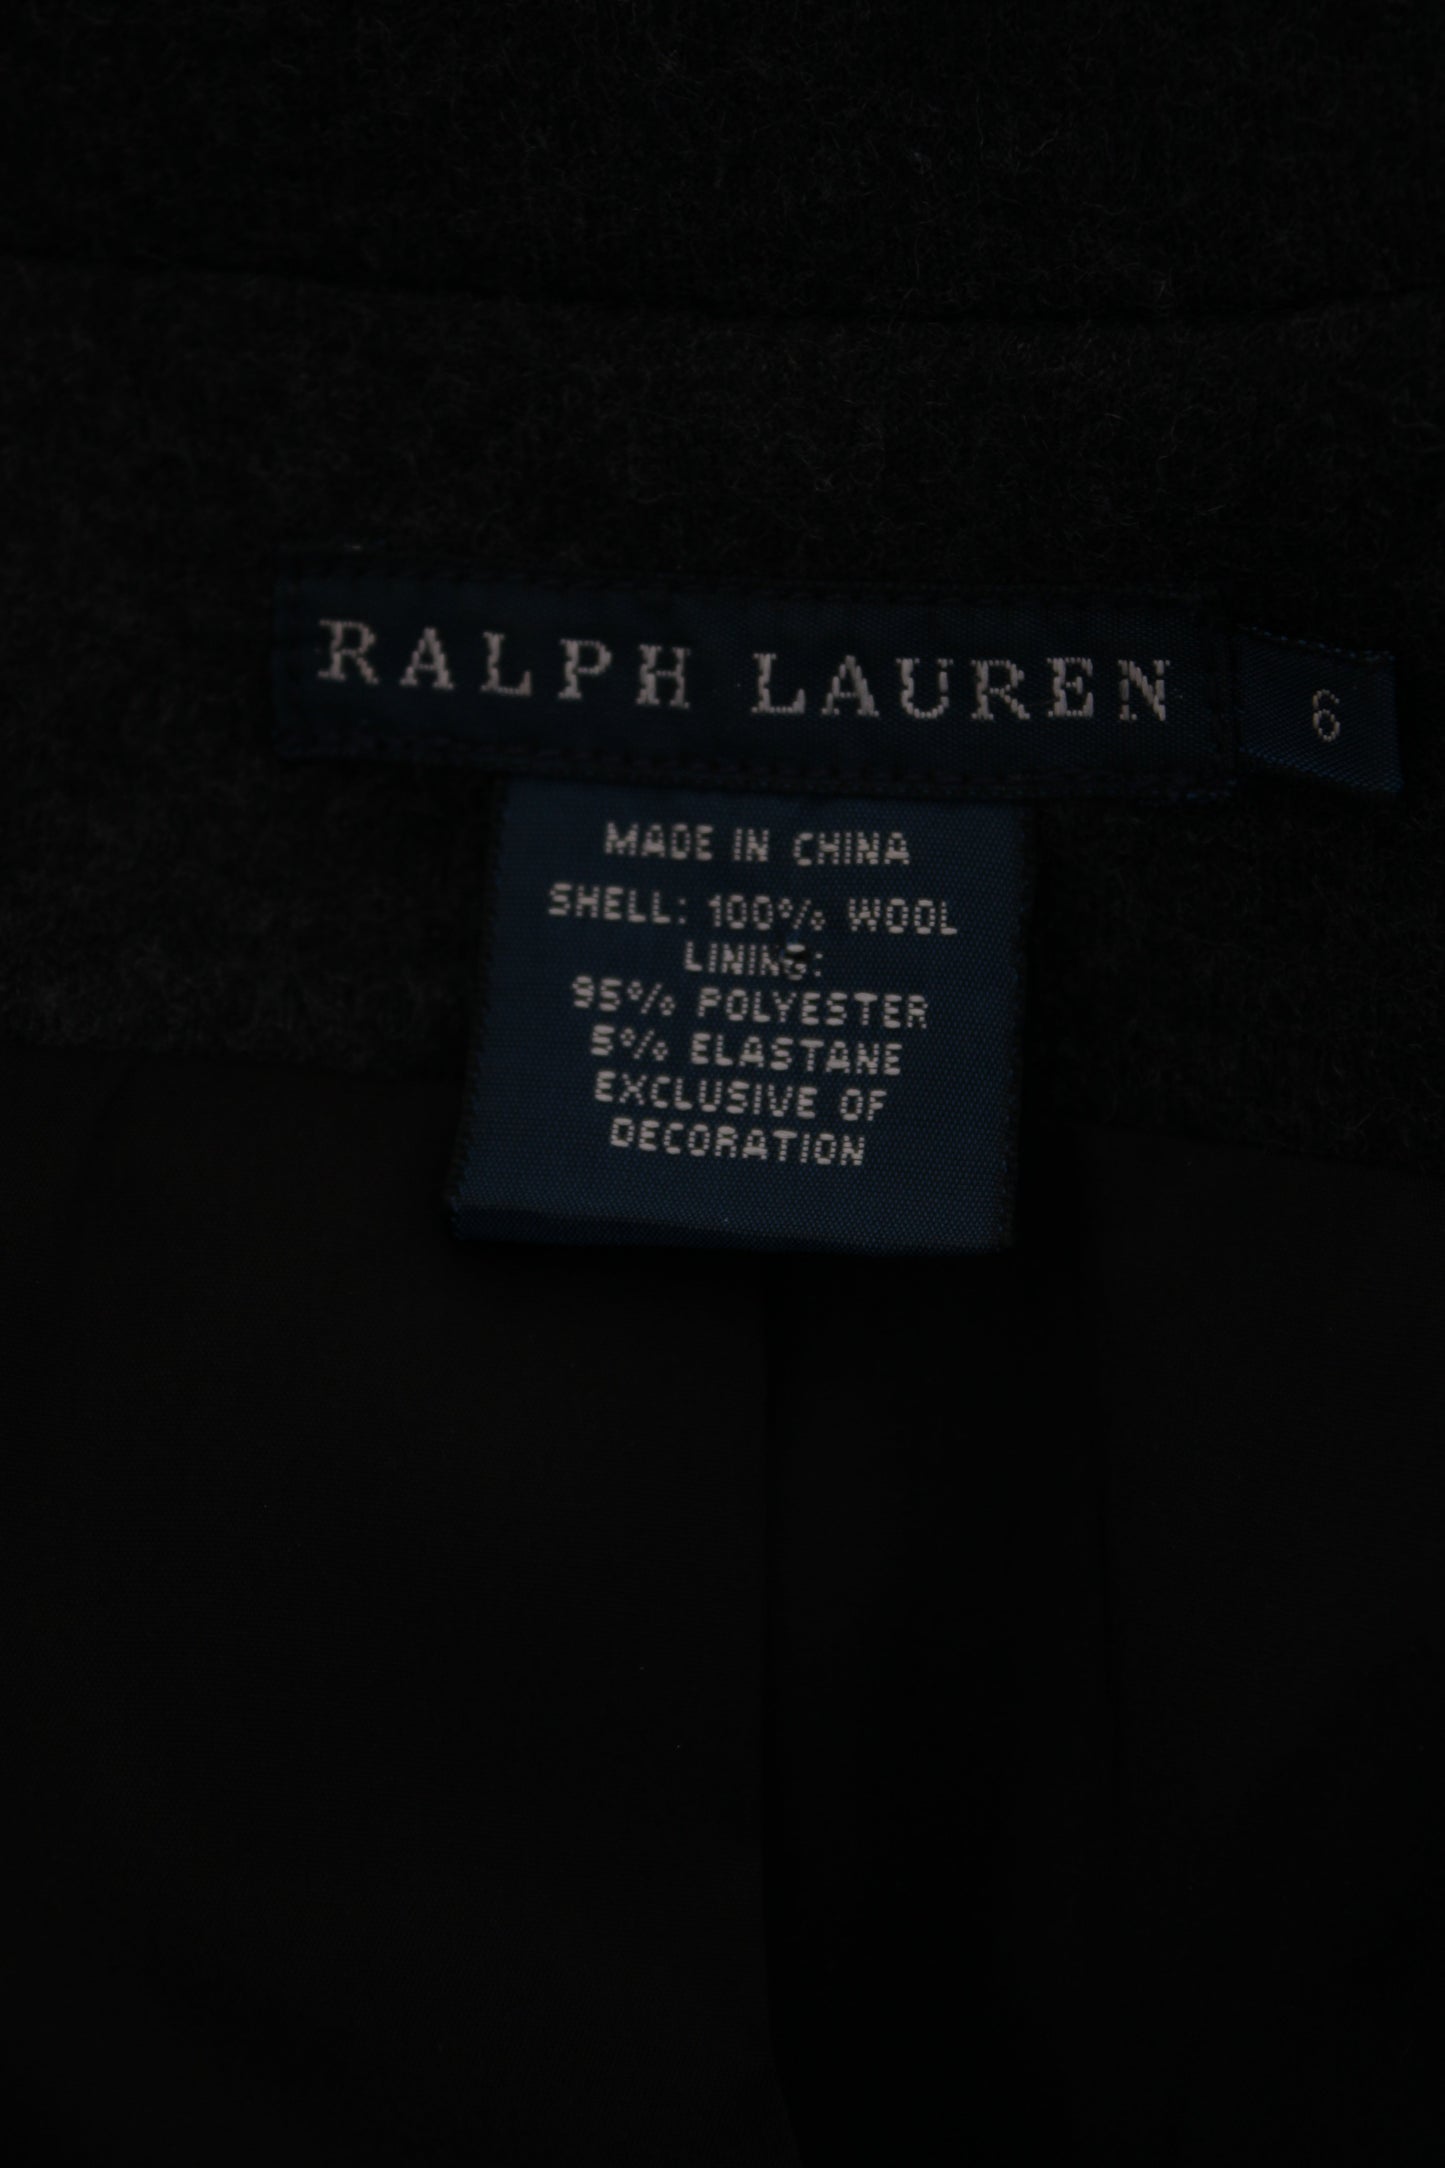 RALPH LAUREN
6
MADE IN CHINA
SHELL: 100% WOOL
LINING:
95% POLYESTER
5% ELASTANE
EXCLUSIVE OF
DECORATION